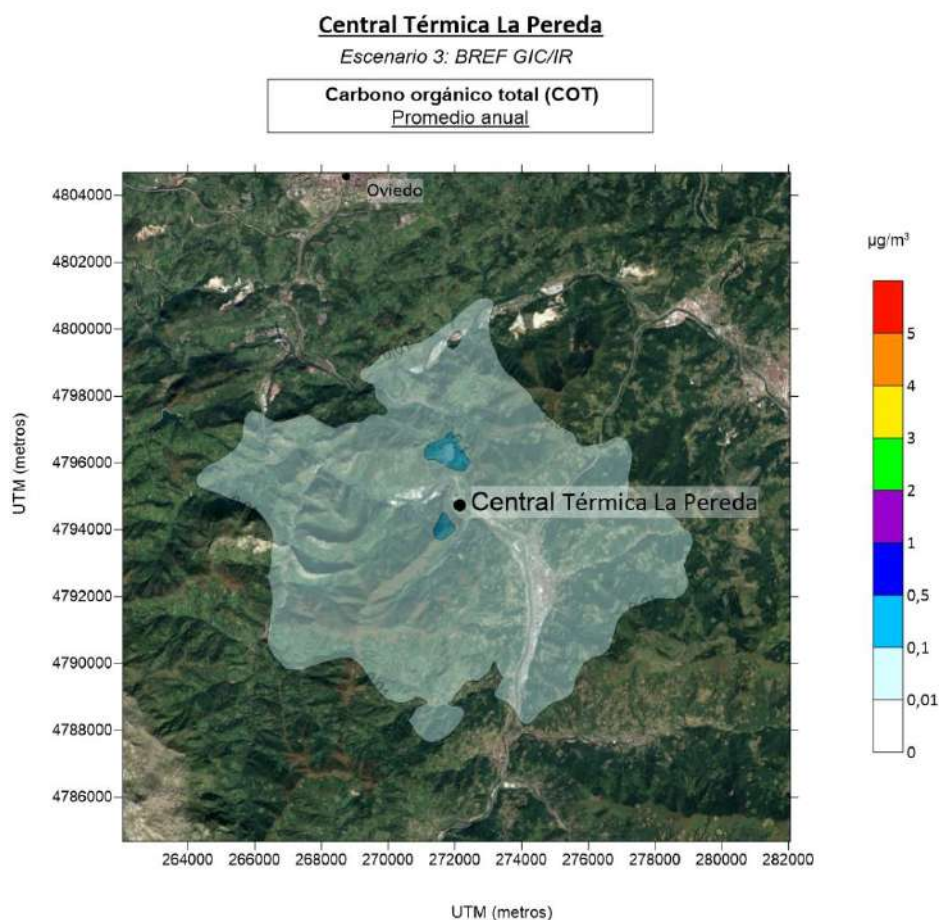 Central Térmica La Pereda
Escenario 3: BREF GIC/IR
Carbono orgánico total (COT)
Promedio anual
4804000
4802000
4800000
4798000
4796000
4794000
4792000
4790000
4788000
4786000
UTM (metros)
Oviedo
Central Térmica La Pereda
264000 266000 268000 270000 272000 274000 276000 278000 280000 282000
UTM (metros)
µg/m³
5
4
3
2
1
0,5
0,1
0,01
0